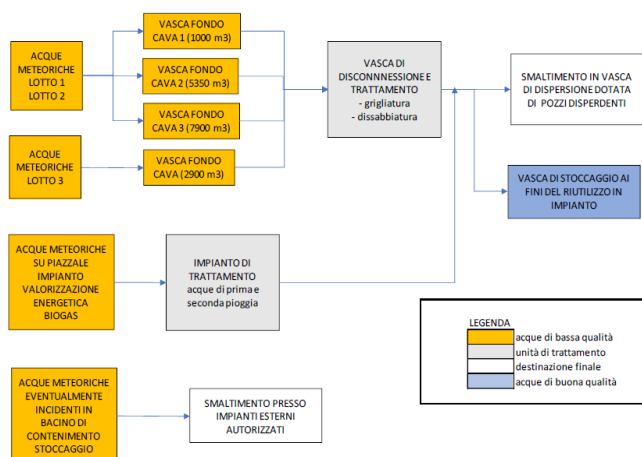 ACQUE
METEORICHE
LOTTO 1
LOTTO 2
VASCA FONDO
CAVA 1 (1000 m3)
VASCA FONDO
CAVA 2 (5350 m3)
VASCA FONDO
CAVA 3 (7900 m3)
ACQUE
METEORICHE
LOTTO 3
VASCA FONDO
CAVA (2900 m3)
VASCA DI
DISCONNNESSIONE E
TRATTAMENTO
- grigliatura
- dissabbiatura
SMALTIMENTO IN VASCA
DI DISPERSIONE DOTATA
DI POZZI DISPERDENTI
VASCA DI STOCCAGGIO AI
FINI DEL RIUTILIZZO IN
IMPIANTO
ACQUE METEORICHE
SU PIAZZALE
IMPIANTO
VALORIZZAZIONE
ENERGETICA
BIOGAS
IMPIANTO DI
TRATTAMENTO
acque di prima e
seconda pioggia
ACQUE METEORICHE
EVENTUALMENTE
INCIDENTI IN
BACINO DI
CONTENIMENTO
STOCCAGGIO
SMALTIMENTO PRESSO
IMPIANTI ESTERNI
AUTORIZZATI
LEGENDA
acque di bassa qualità
unità di trattamento
destinazione finale
acque di buona qualità